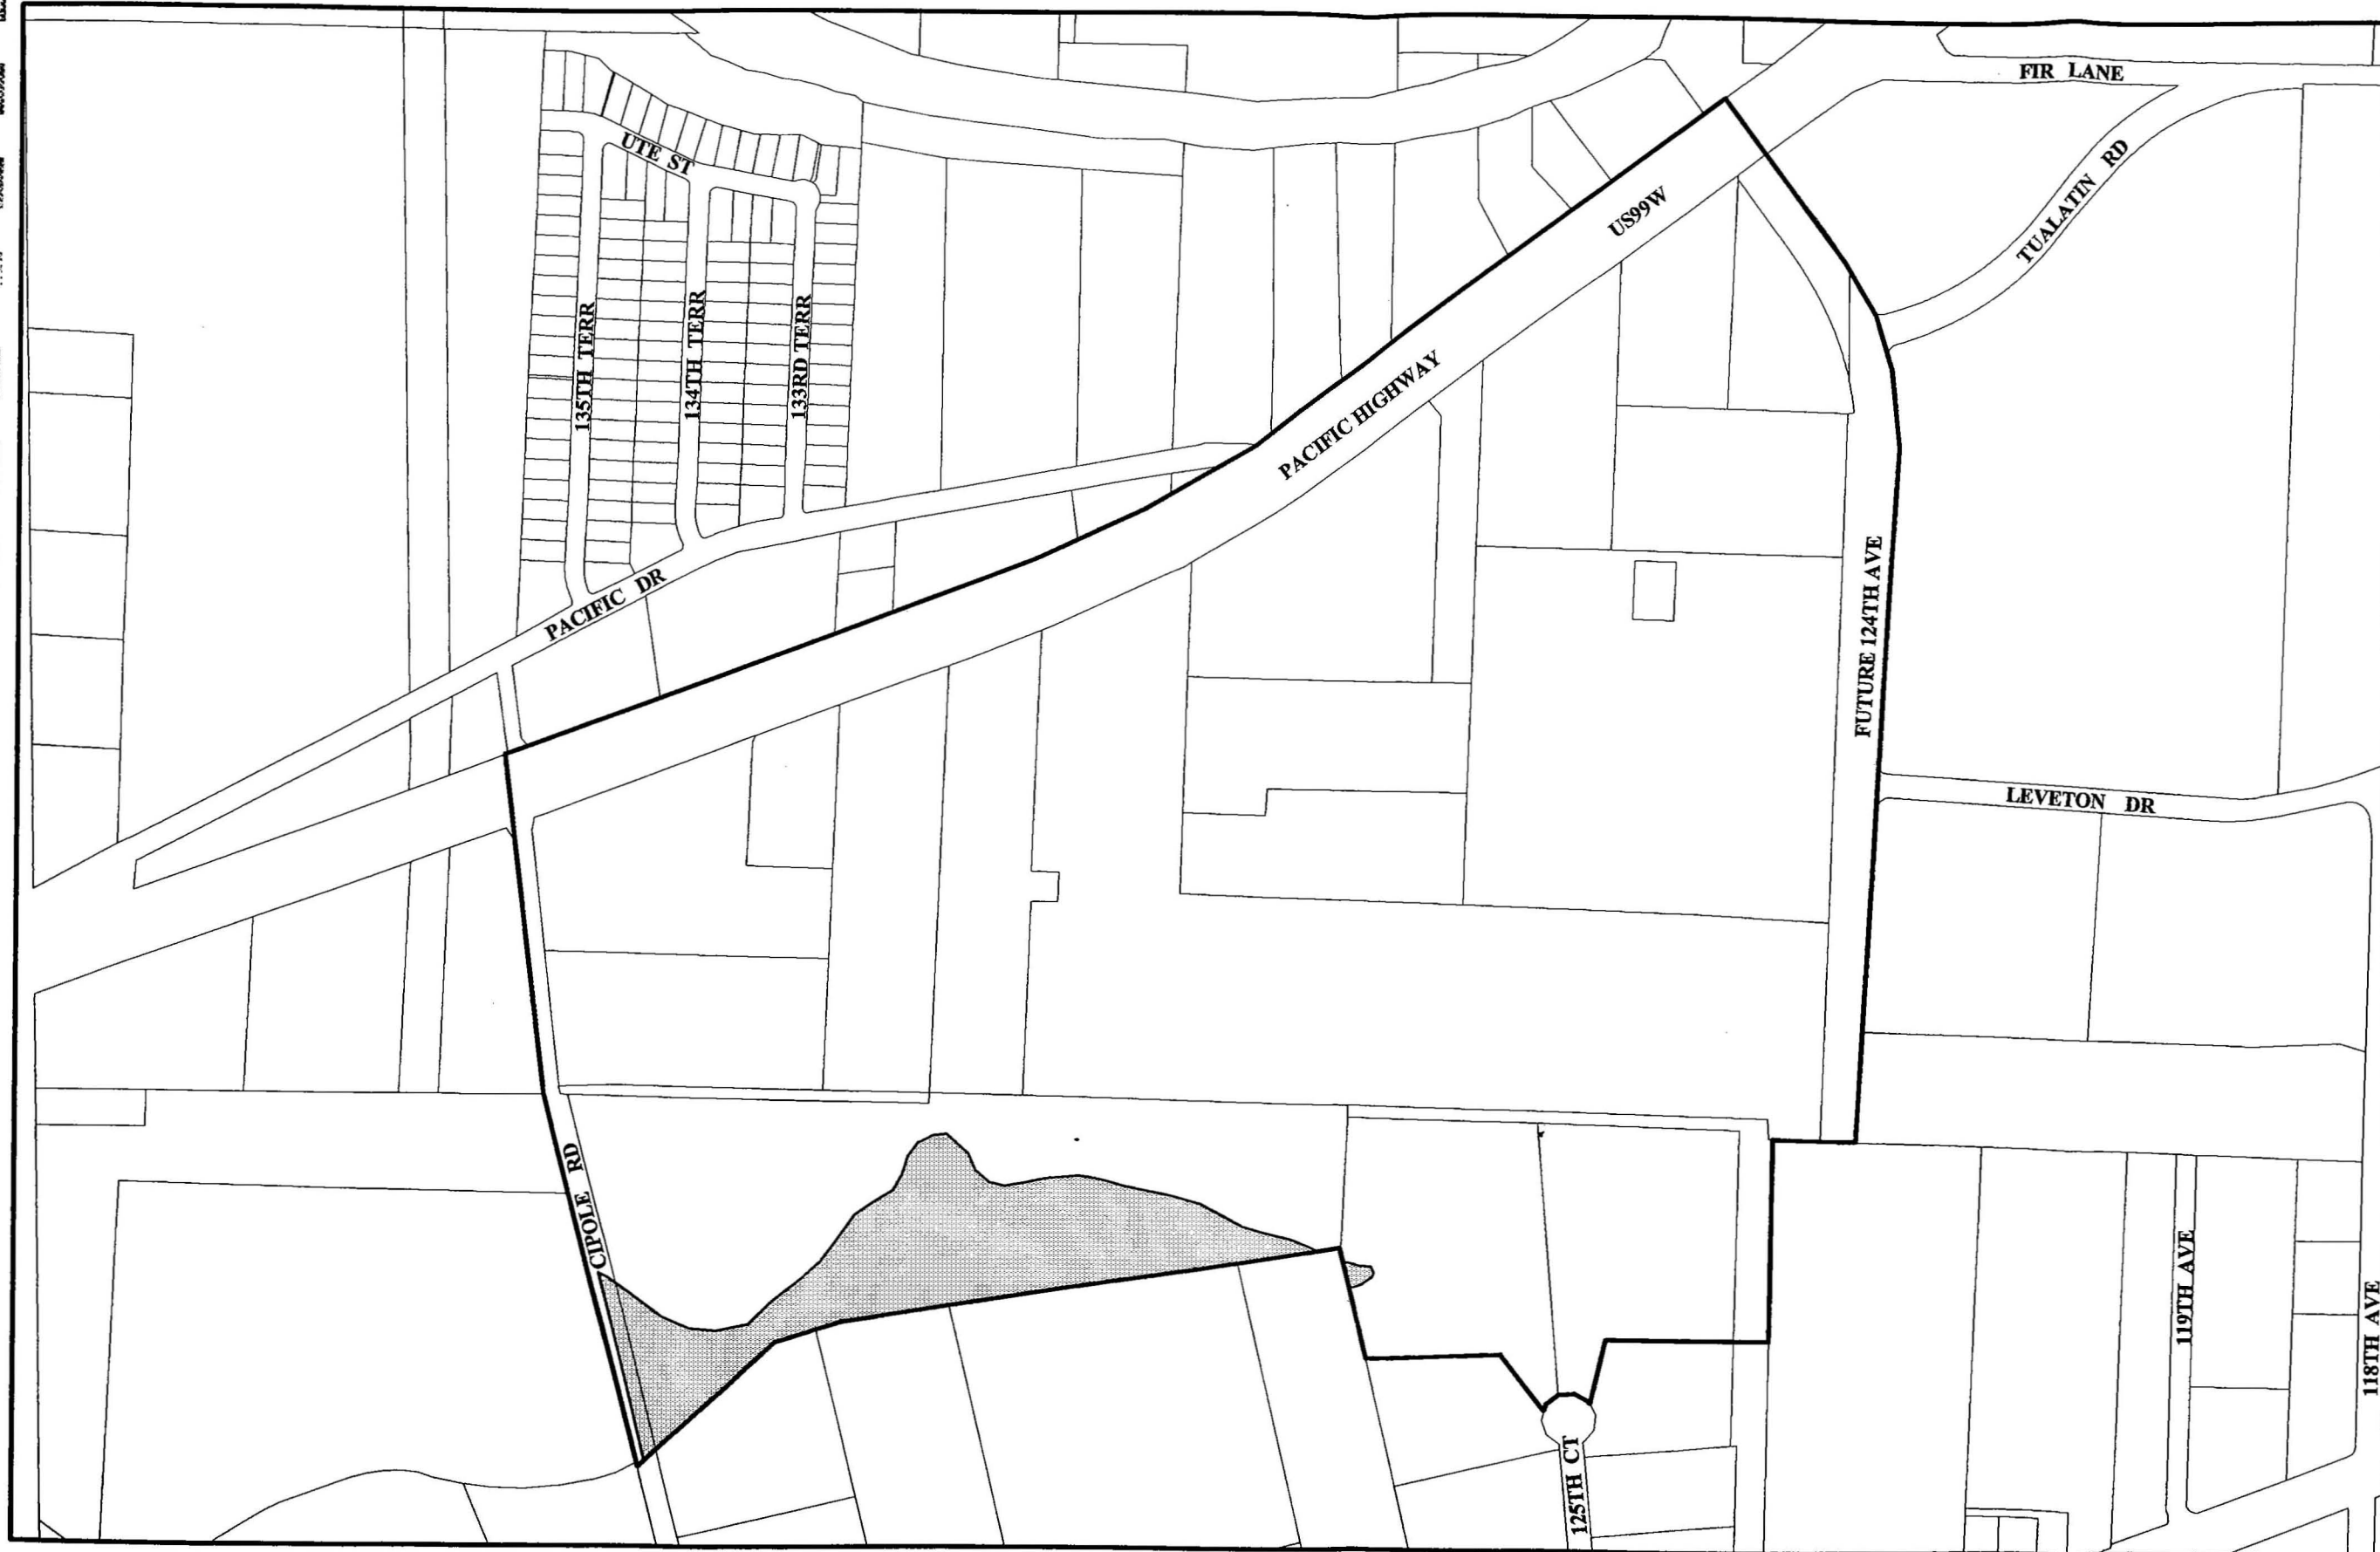 FIR LANE
UTE ST
TUALATIN RD
US99W
135TH TERR
134TH TERR
133RD TERR
PACIFIC HIGHWAY
PACIFIC DR
FUTURE 124TH AVE
LEVETON DR
CIPOLE RD
119TH AVE
118TH AVE
125TH CT